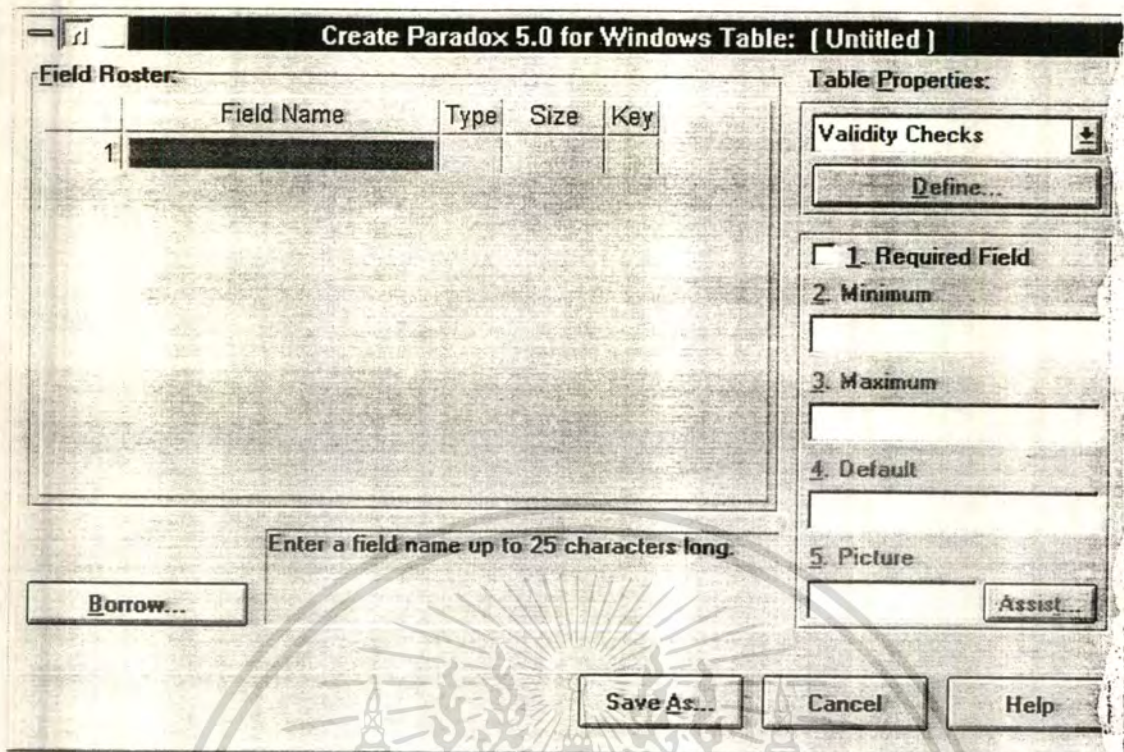 Create Paradox 5.0 for Windows Table: ( Untitled )
Field Roster:
Field Name Type Size Key
1
Enter a field name up to 25 characters long.
Borrow...
Table Properties:
Validity Checks
Define...
1. Required Field
2. Minimum
3. Maximum
4. Default
5. Picture
Assist...
Save As...
Cancel
Help